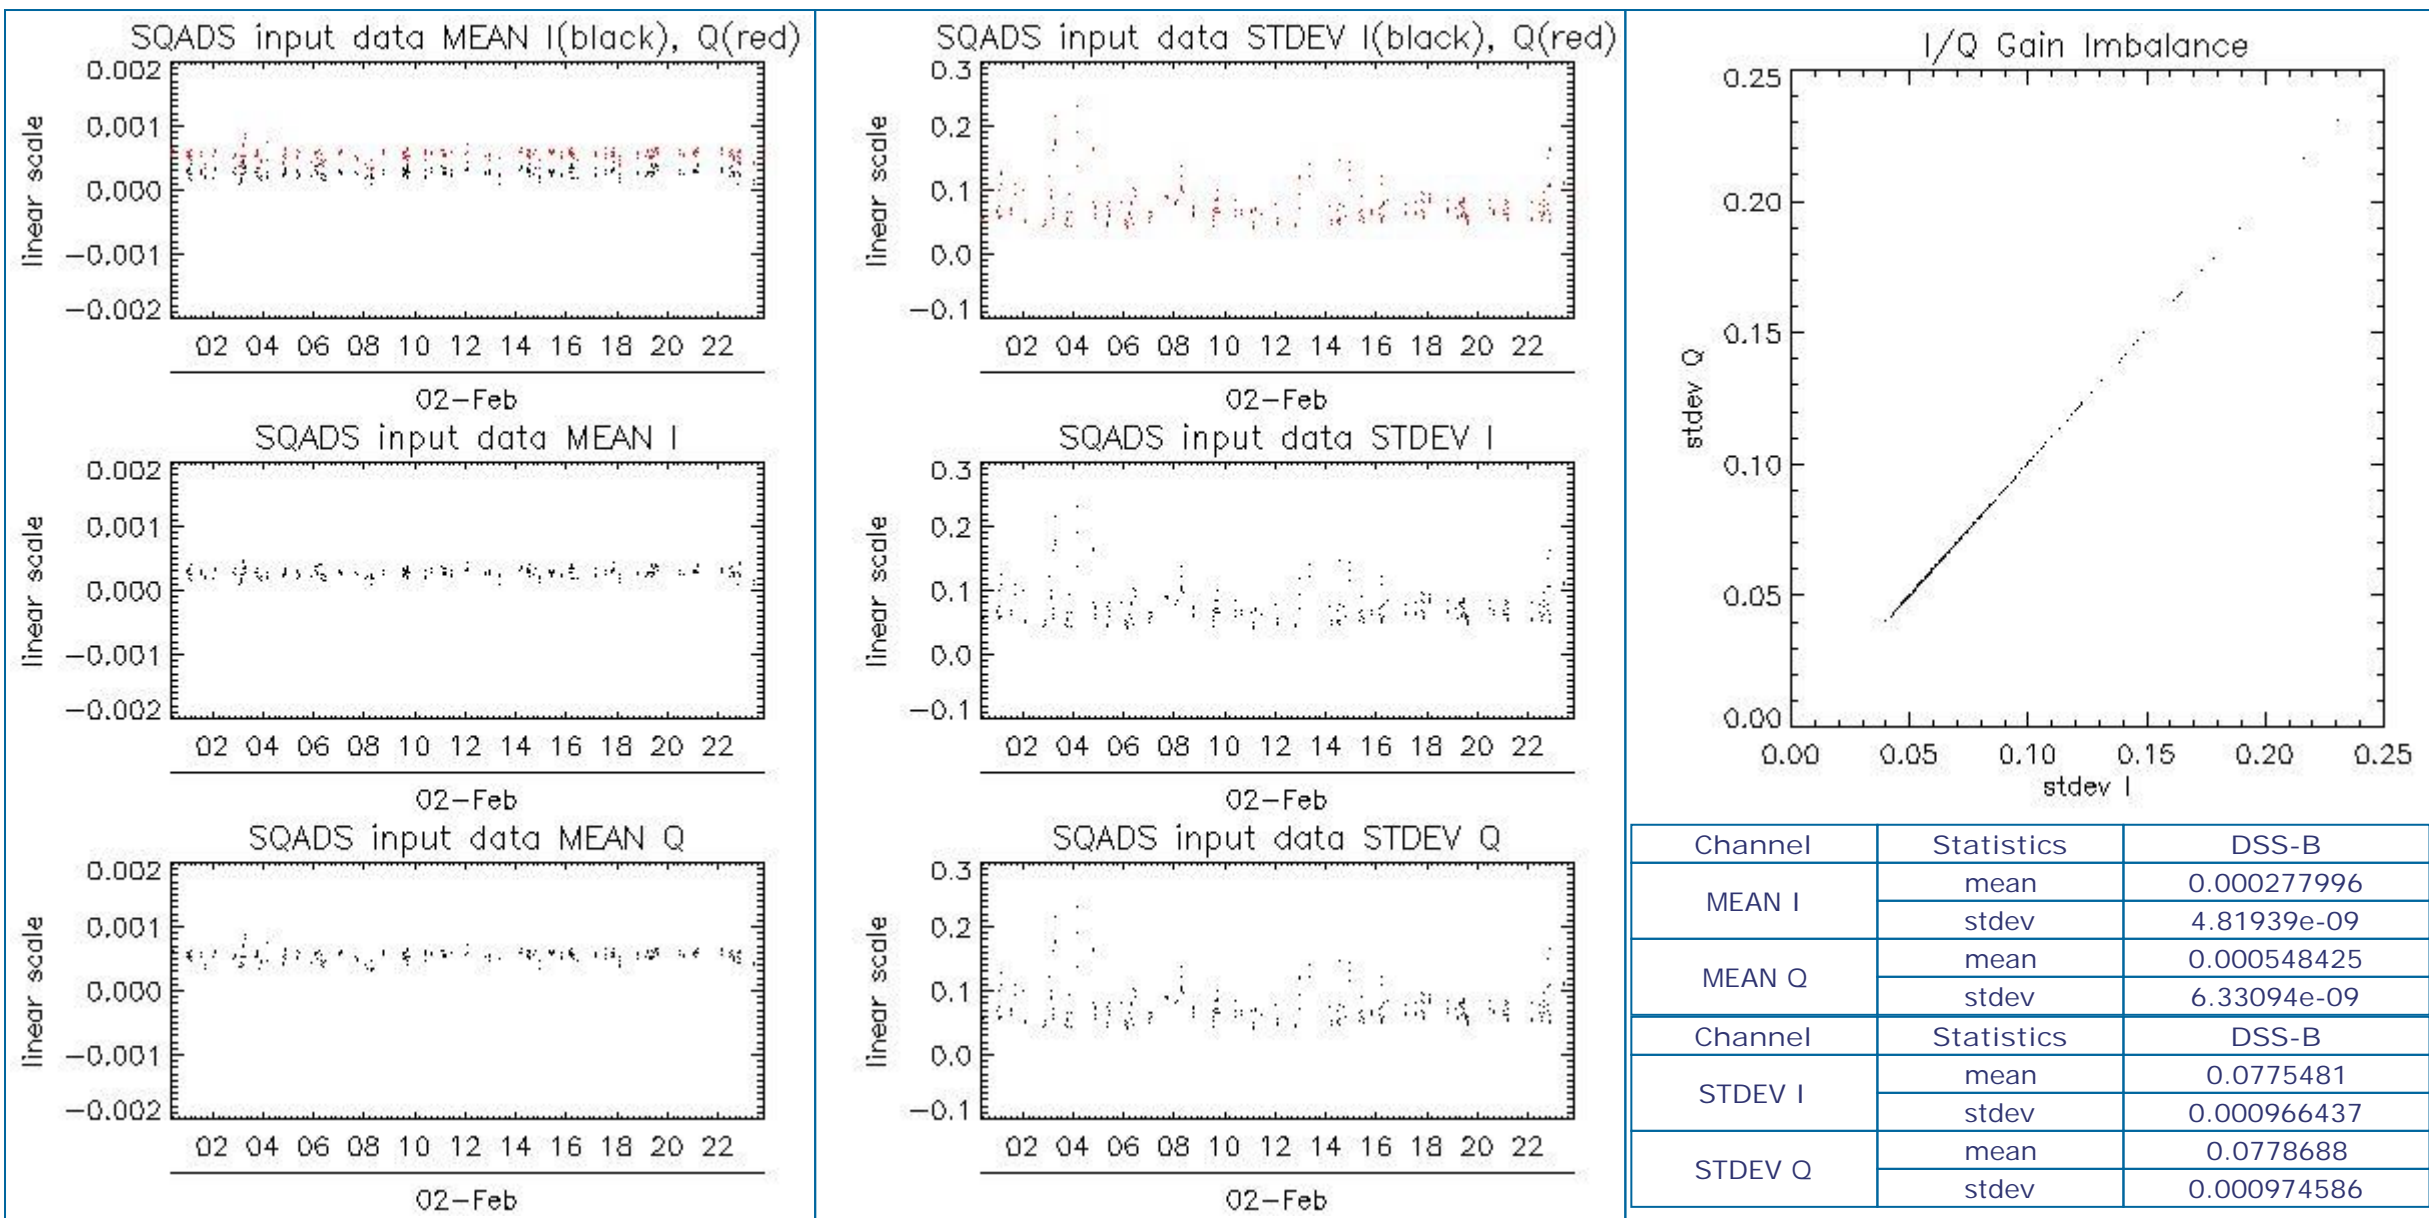 SQADS input data MEAN I(black), Q(red)
0.002
0.001
0.000
−0.001
−0.002
linear scale
02 04 06 08 10 12 14 16 18 20 22
02−Feb
SQADS input data MEAN I
0.002
0.001
0.000
−0.001
−0.002
linear scale
02 04 06 08 10 12 14 16 18 20 22
02−Feb
SQADS input data MEAN Q
0.002
0.001
0.000
−0.001
−0.002
linear scale
02 04 06 08 10 12 14 16 18 20 22
02−Feb
SQADS input data STDEV I(black), Q(red)
0.3
0.2
0.1
0.0
−0.1
linear scale
02 04 06 08 10 12 14 16 18 20 22
02−Feb
SQADS input data STDEV I
0.3
0.2
0.1
0.0
−0.1
linear scale
02 04 06 08 10 12 14 16 18 20 22
02−Feb
SQADS input data STDEV Q
0.3
0.2
0.1
0.0
−0.1
linear scale
02 04 06 08 10 12 14 16 18 20 22
02−Feb
I/Q Gain Imbalance
0.25
0.20
0.15
0.10
0.05
0.00
stdev Q
0.00 0.05 0.10 0.15 0.20 0.25
stdev I
Channel Statistics DSS-B
MEAN I mean 0.000277996
stdev 4.81939e-09
MEAN Q mean 0.000548425
stdev 6.33094e-09
Channel Statistics DSS-B
STDEV I mean 0.0775481
stdev 0.000966437
STDEV Q mean 0.0778688
stdev 0.000974586